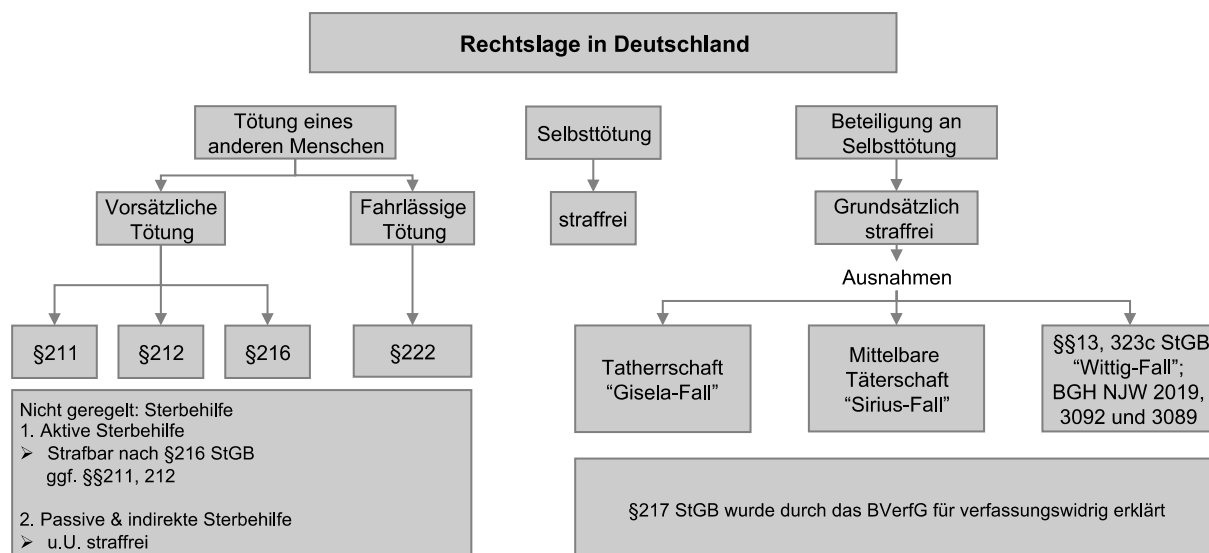 Rechtslage in Deutschland
Tötung eines
anderen Menschen
Selbsttötung
Beteiligung an
Selbsttötung
Vorsätzliche
Tötung
Fahrlässige
Tötung
straffrei
Grundsätzlich
straffrei
Ausnahmen
§211
§212
§216
§222
Tatherrschaft
“Gisela-Fall”
Mittelbare
Täterschaft
“Sirius-Fall”
§§13, 323c StGB
“Wittig-Fall”;
BGH NJW 2019,
3092 und 3089
Nicht geregelt: Sterbehilfe
1. Aktive Sterbehilfe
➢ Strafbar nach §216 StGB
ggf. §§211, 212
2. Passive & indirekte Sterbehilfe
➢ u.U. straffrei
§217 StGB wurde durch das BVerfG für verfassungswidrig erklärt